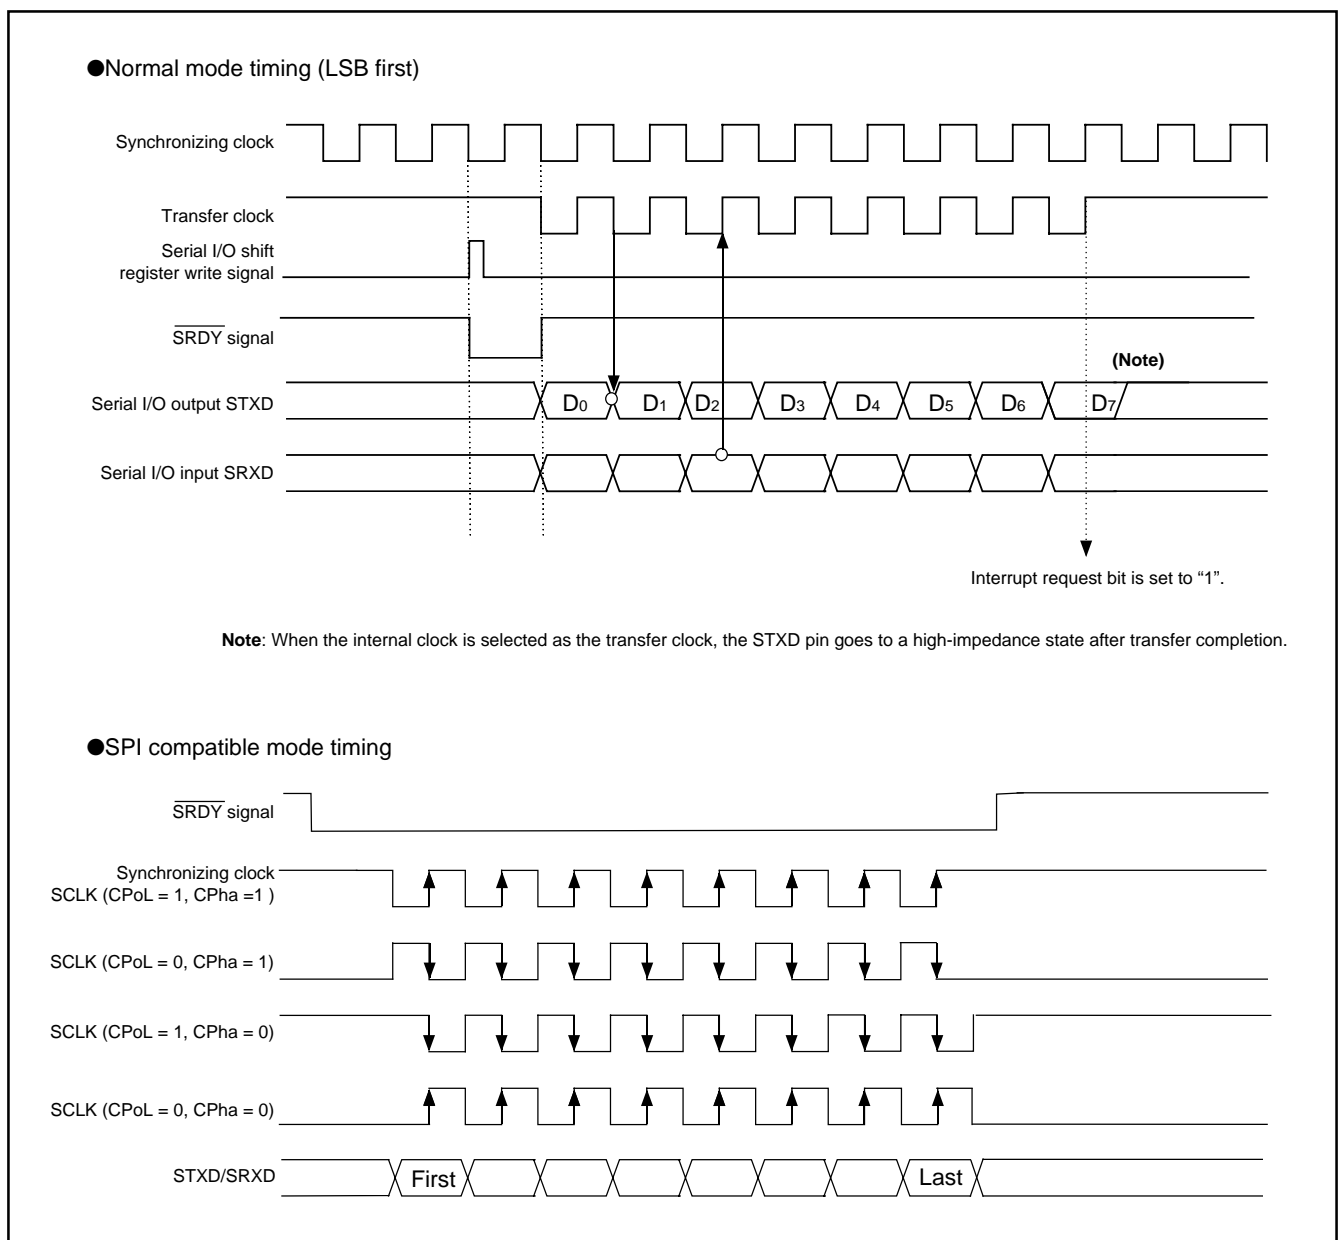 ●Normal mode timing (LSB first)
Synchronizing clock
Transfer clock
Serial I/O shift
register write signal
SRDY signal
(Note)
Serial I/O output STXD
D0 D1 D2 D3 D4 D5 D6 D7
Serial I/O input SRXD
Interrupt request bit is set to “1”.
Note: When the internal clock is selected as the transfer clock, the STXD pin goes to a high-impedance state after transfer completion.
●SPI compatible mode timing
SRDY signal
Synchronizing clock
SCLK (CPoL = 1, CPha =1 )
SCLK (CPoL = 0, CPha = 1)
SCLK (CPoL = 1, CPha = 0)
SCLK (CPoL = 0, CPha = 0)
STXD/SRXD First Last